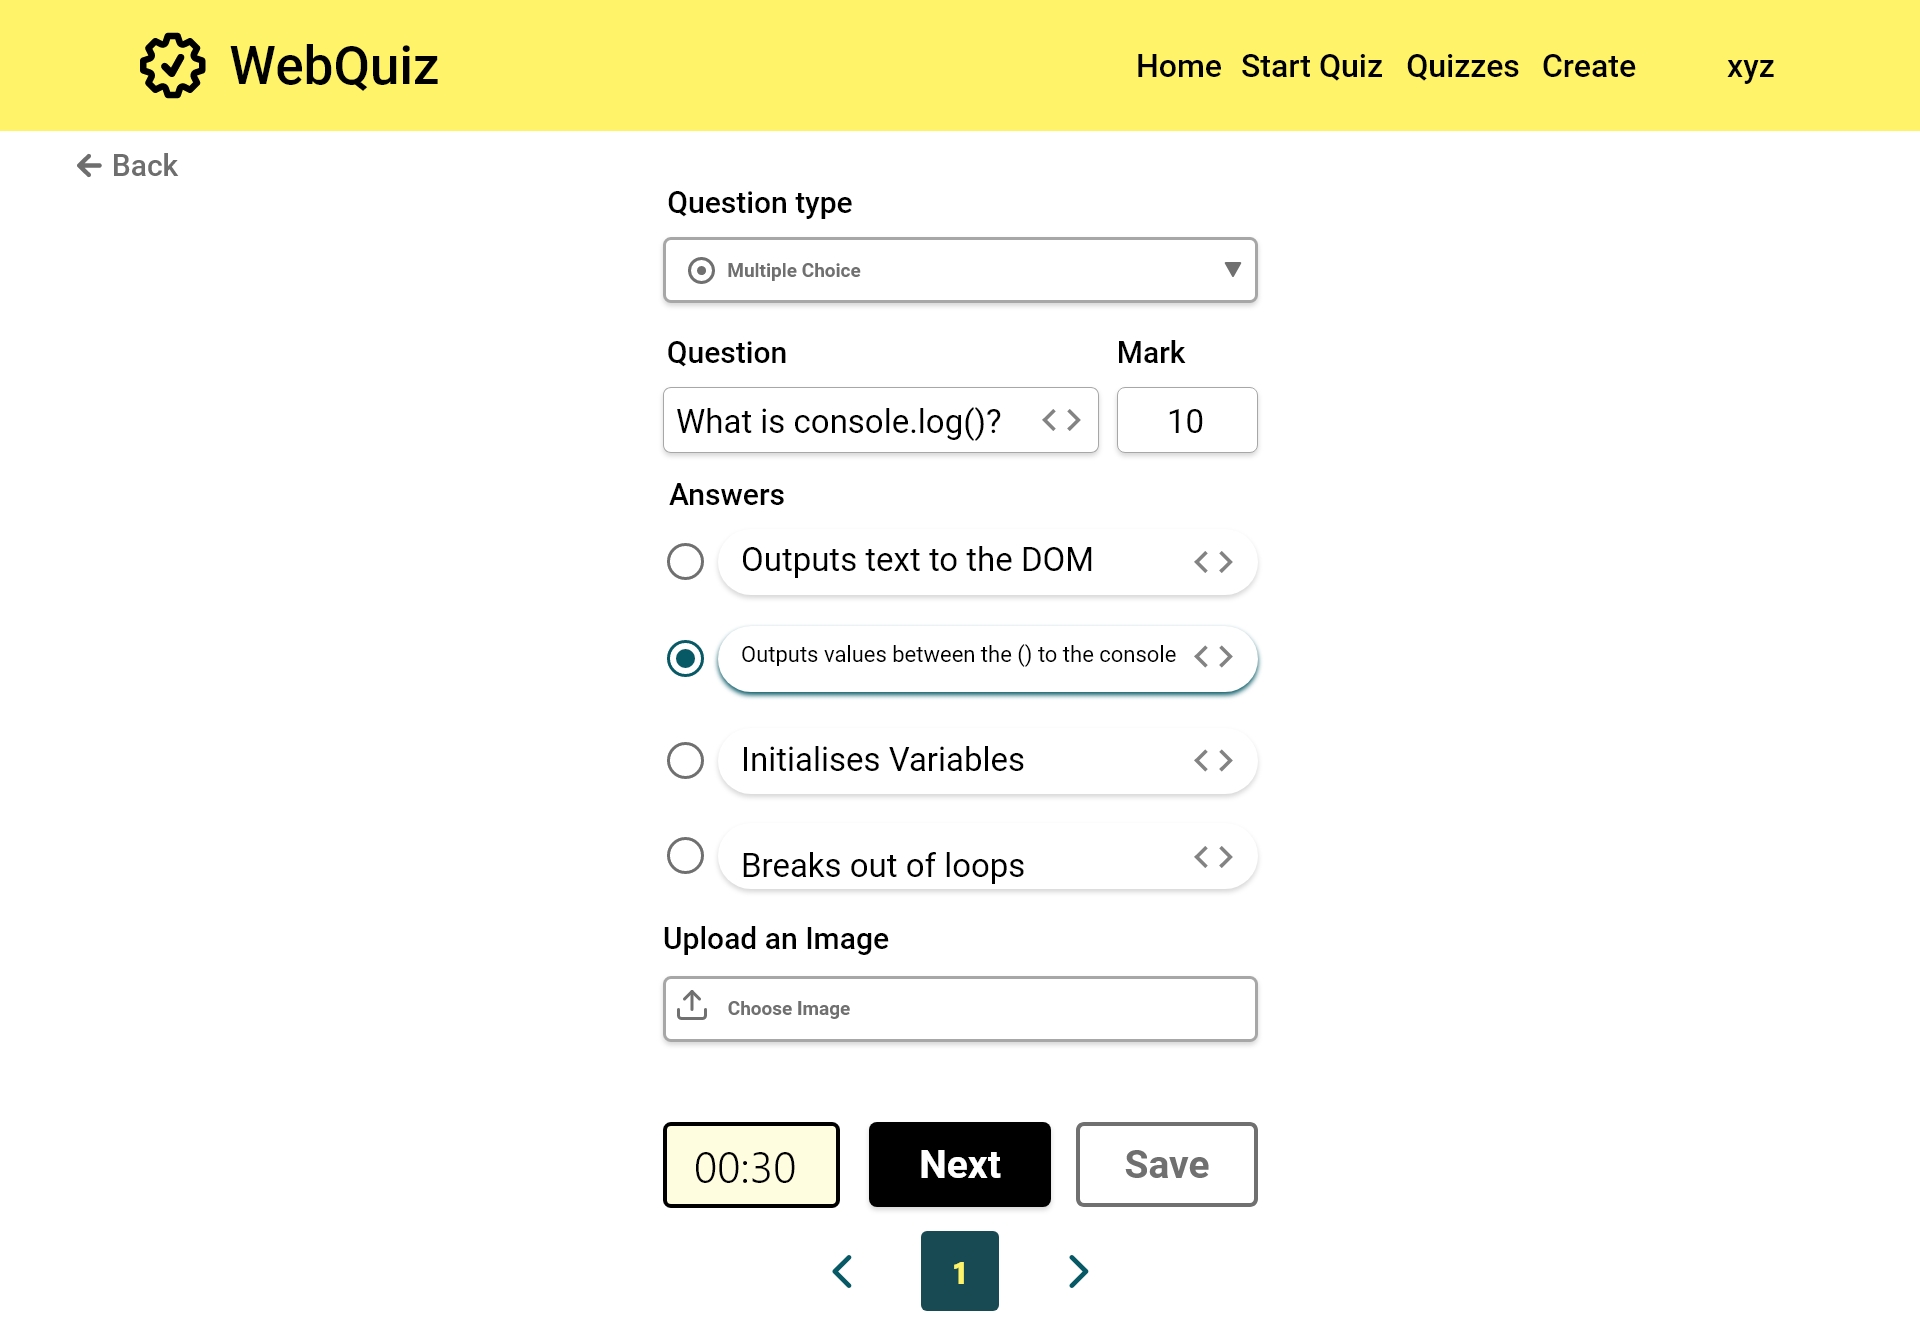 WebQuiz
Home Start Quiz Quizzes Create xyz
Back
Question type
Multiple Choice
Question Mark
What is console.log()? < > 10
Answers
Outputs text to the DOM < >
Outputs values between the () to the console < >
Initialises Variables < >
Breaks out of loops < >
Upload an Image
Choose Image
00:30 Next Save
< 1 >